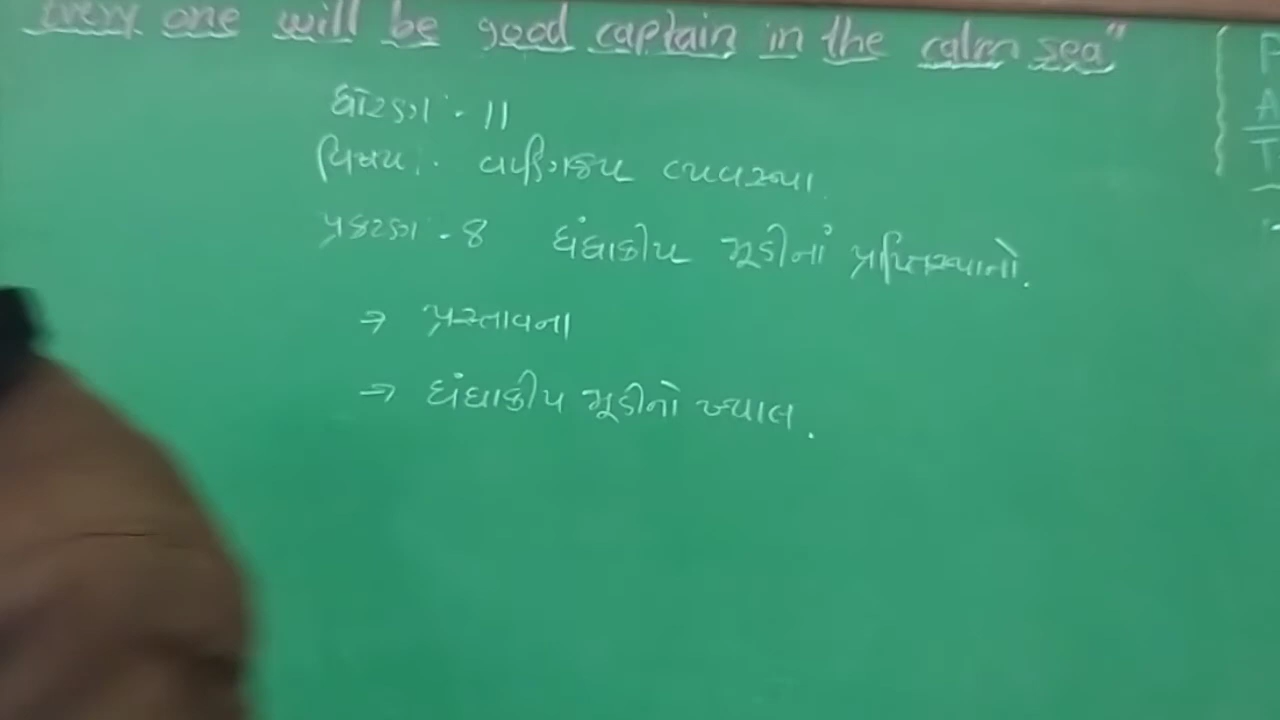 Every one will be good captain in the calm sea"
ધોરણ :- 11
વિષય :- વાણિજ્ય વ્યવસ્થા
પ્રકરણ :- 8 ધંધાકીય મૂડીનાં પ્રાપ્તિસ્થાનો.
→ પ્રસ્તાવના
→ ધંધાકીય મૂડીનો ખ્યાલ.